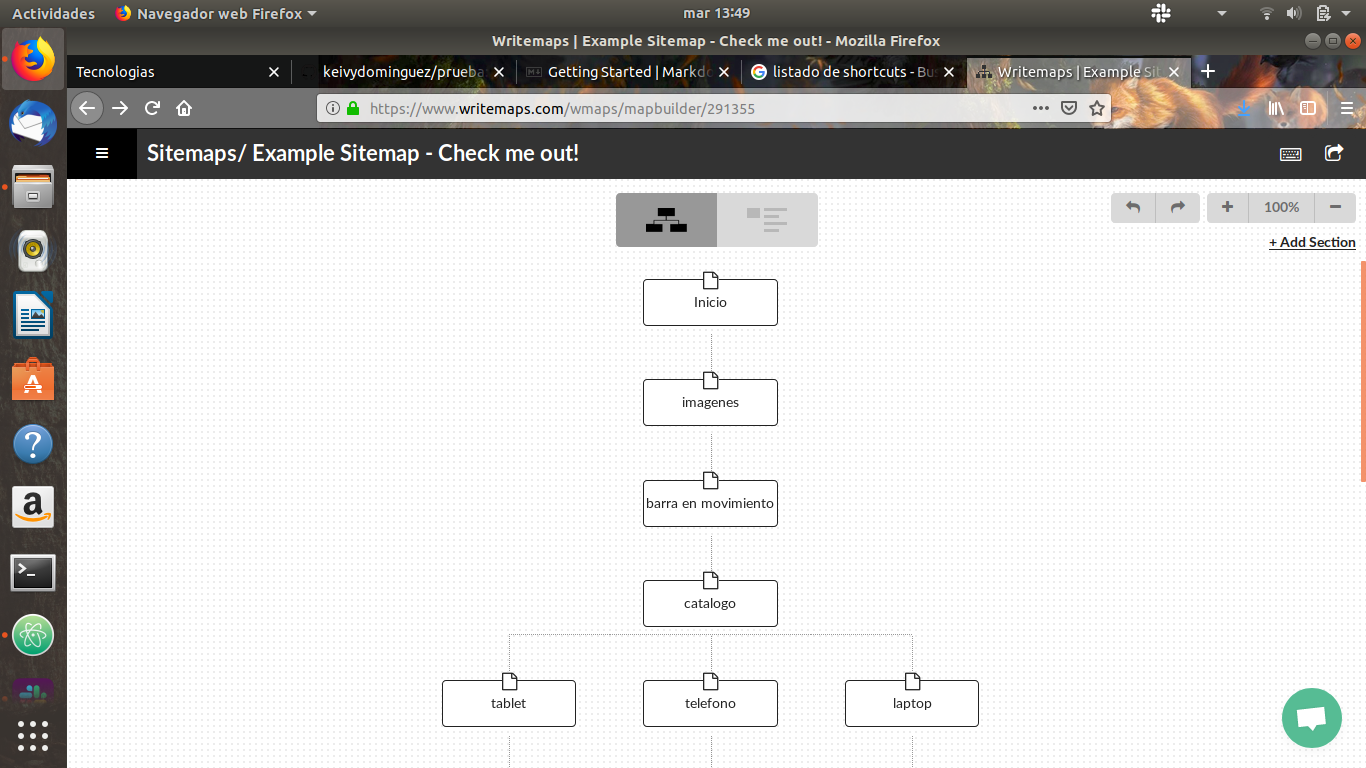 Actividades
Navegador web Firefox
mar 13:49
Writemaps | Example Sitemap - Check me out! - Mozilla Firefox
Tecnologias
keivydominguez/prueba
Getting Started | Markdo
listado de shortcuts - Bus
Writemaps | Example Sit
https://www.writemaps.com/wmaps/mapbuilder/291355
Sitemaps/ Example Sitemap - Check me out!
100%
+ Add Section
Inicio
imagenes
barra en movimiento
catalogo
tablet
telefono
laptop